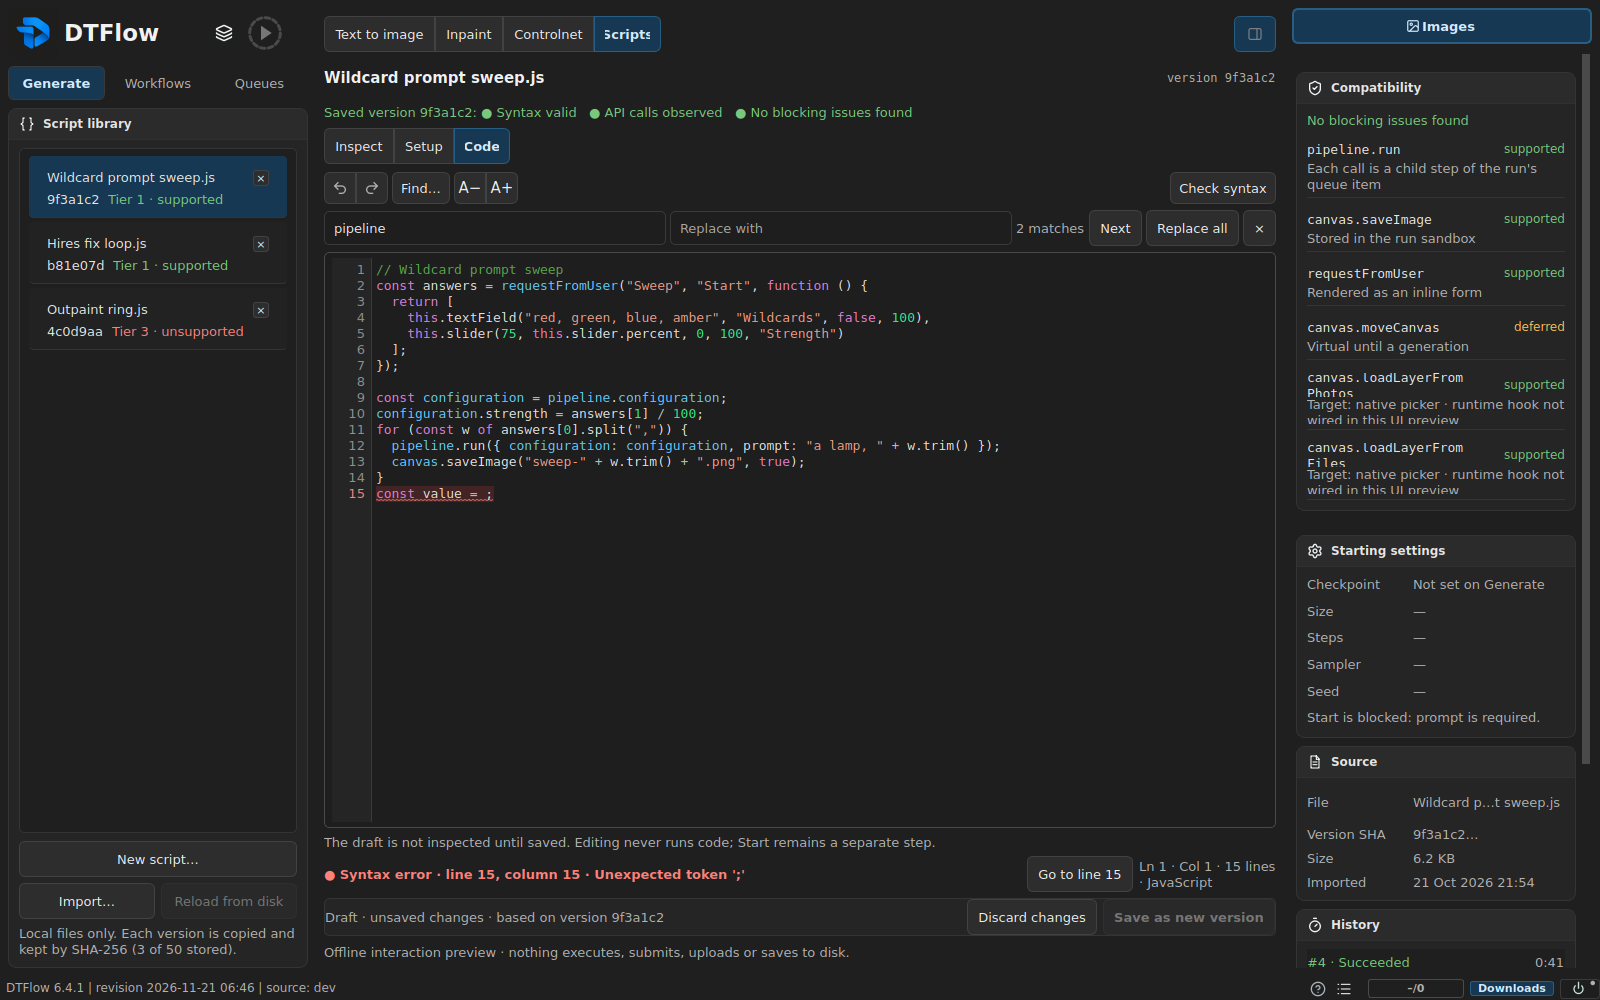 DTFlow
Generate
Workflows
Queues
Script library
Wildcard prompt sweep.js
×
9f3a1c2 Tier 1 · supported
Hires fix loop.js
×
b81e07d Tier 1 · supported
Outpaint ring.js
×
4c0d9aa Tier 3 · unsupported
New script…
Import…
Reload from disk
Local files only. Each version is copied and
kept by SHA-256 (3 of 50 stored).
Text to image
Inpaint
Controlnet
Scripts
Wildcard prompt sweep.js
version 9f3a1c2
Saved version 9f3a1c2: ● Syntax valid ● API calls observed ● No blocking issues found
Inspect
Setup
Code
Find…
A−
A+
Check syntax
pipeline
Replace with
2 matches
Next
Replace all
×
1 // Wildcard prompt sweep
2 const answers = requestFromUser("Sweep", "Start", function () {
3   return [
4     this.textField("red, green, blue, amber", "Wildcards", false, 100),
5     this.slider(75, this.slider.percent, 0, 100, "Strength")
6   ];
7 });
8
9 const configuration = pipeline.configuration;
10 configuration.strength = answers[1] / 100;
11 for (const w of answers[0].split(",")) {
12   pipeline.run({ configuration: configuration, prompt: "a lamp, " + w.trim() });
13   canvas.saveImage("sweep-" + w.trim() + ".png", true);
14 }
15 const value = ;
The draft is not inspected until saved. Editing never runs code; Start remains a separate step.
● Syntax error · line 15, column 15 · Unexpected token ';'
Go to line 15
Ln 1 · Col 1 · 15 lines
· JavaScript
Draft · unsaved changes · based on version 9f3a1c2
Discard changes
Save as new version
Offline interaction preview · nothing executes, submits, uploads or saves to disk.
Images
Compatibility
No blocking issues found
pipeline.run supported
Each call is a child step of the run's
queue item
canvas.saveImage supported
Stored in the run sandbox
requestFromUser supported
Rendered as an inline form
canvas.moveCanvas deferred
Virtual until a generation
canvas.loadLayerFrom
Photos
supported
Target: native picker · runtime hook not
wired in this UI preview
canvas.loadLayerFrom
Files
supported
Target: native picker · runtime hook not
wired in this UI preview
Starting settings
Checkpoint Not set on Generate
Size —
Steps —
Sampler —
Seed —
Start is blocked: prompt is required.
Source
File Wildcard p…t sweep.js
Version SHA 9f3a1c2…
Size 6.2 KB
Imported 21 Oct 2026 21:54
History
#4 · Succeeded 0:41
DTFlow 6.4.1 | revision 2026-11-21 06:46 | source: dev
–/0
Downloads